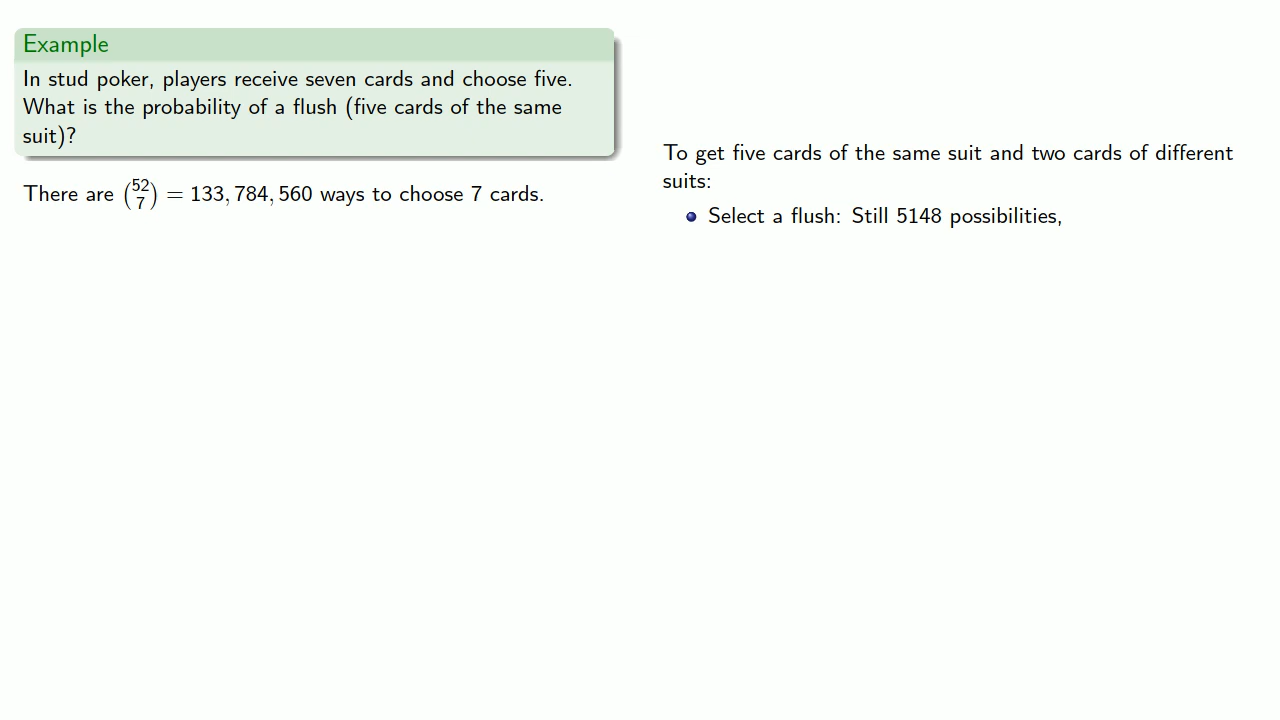 Example
In stud poker, players receive seven cards and choose five.
What is the probability of a flush (five cards of the same
suit)?
There are (52 7) = 133, 784, 560 ways to choose 7 cards.
To get five cards of the same suit and two cards of different
suits:
Select a flush: Still 5148 possibilities,